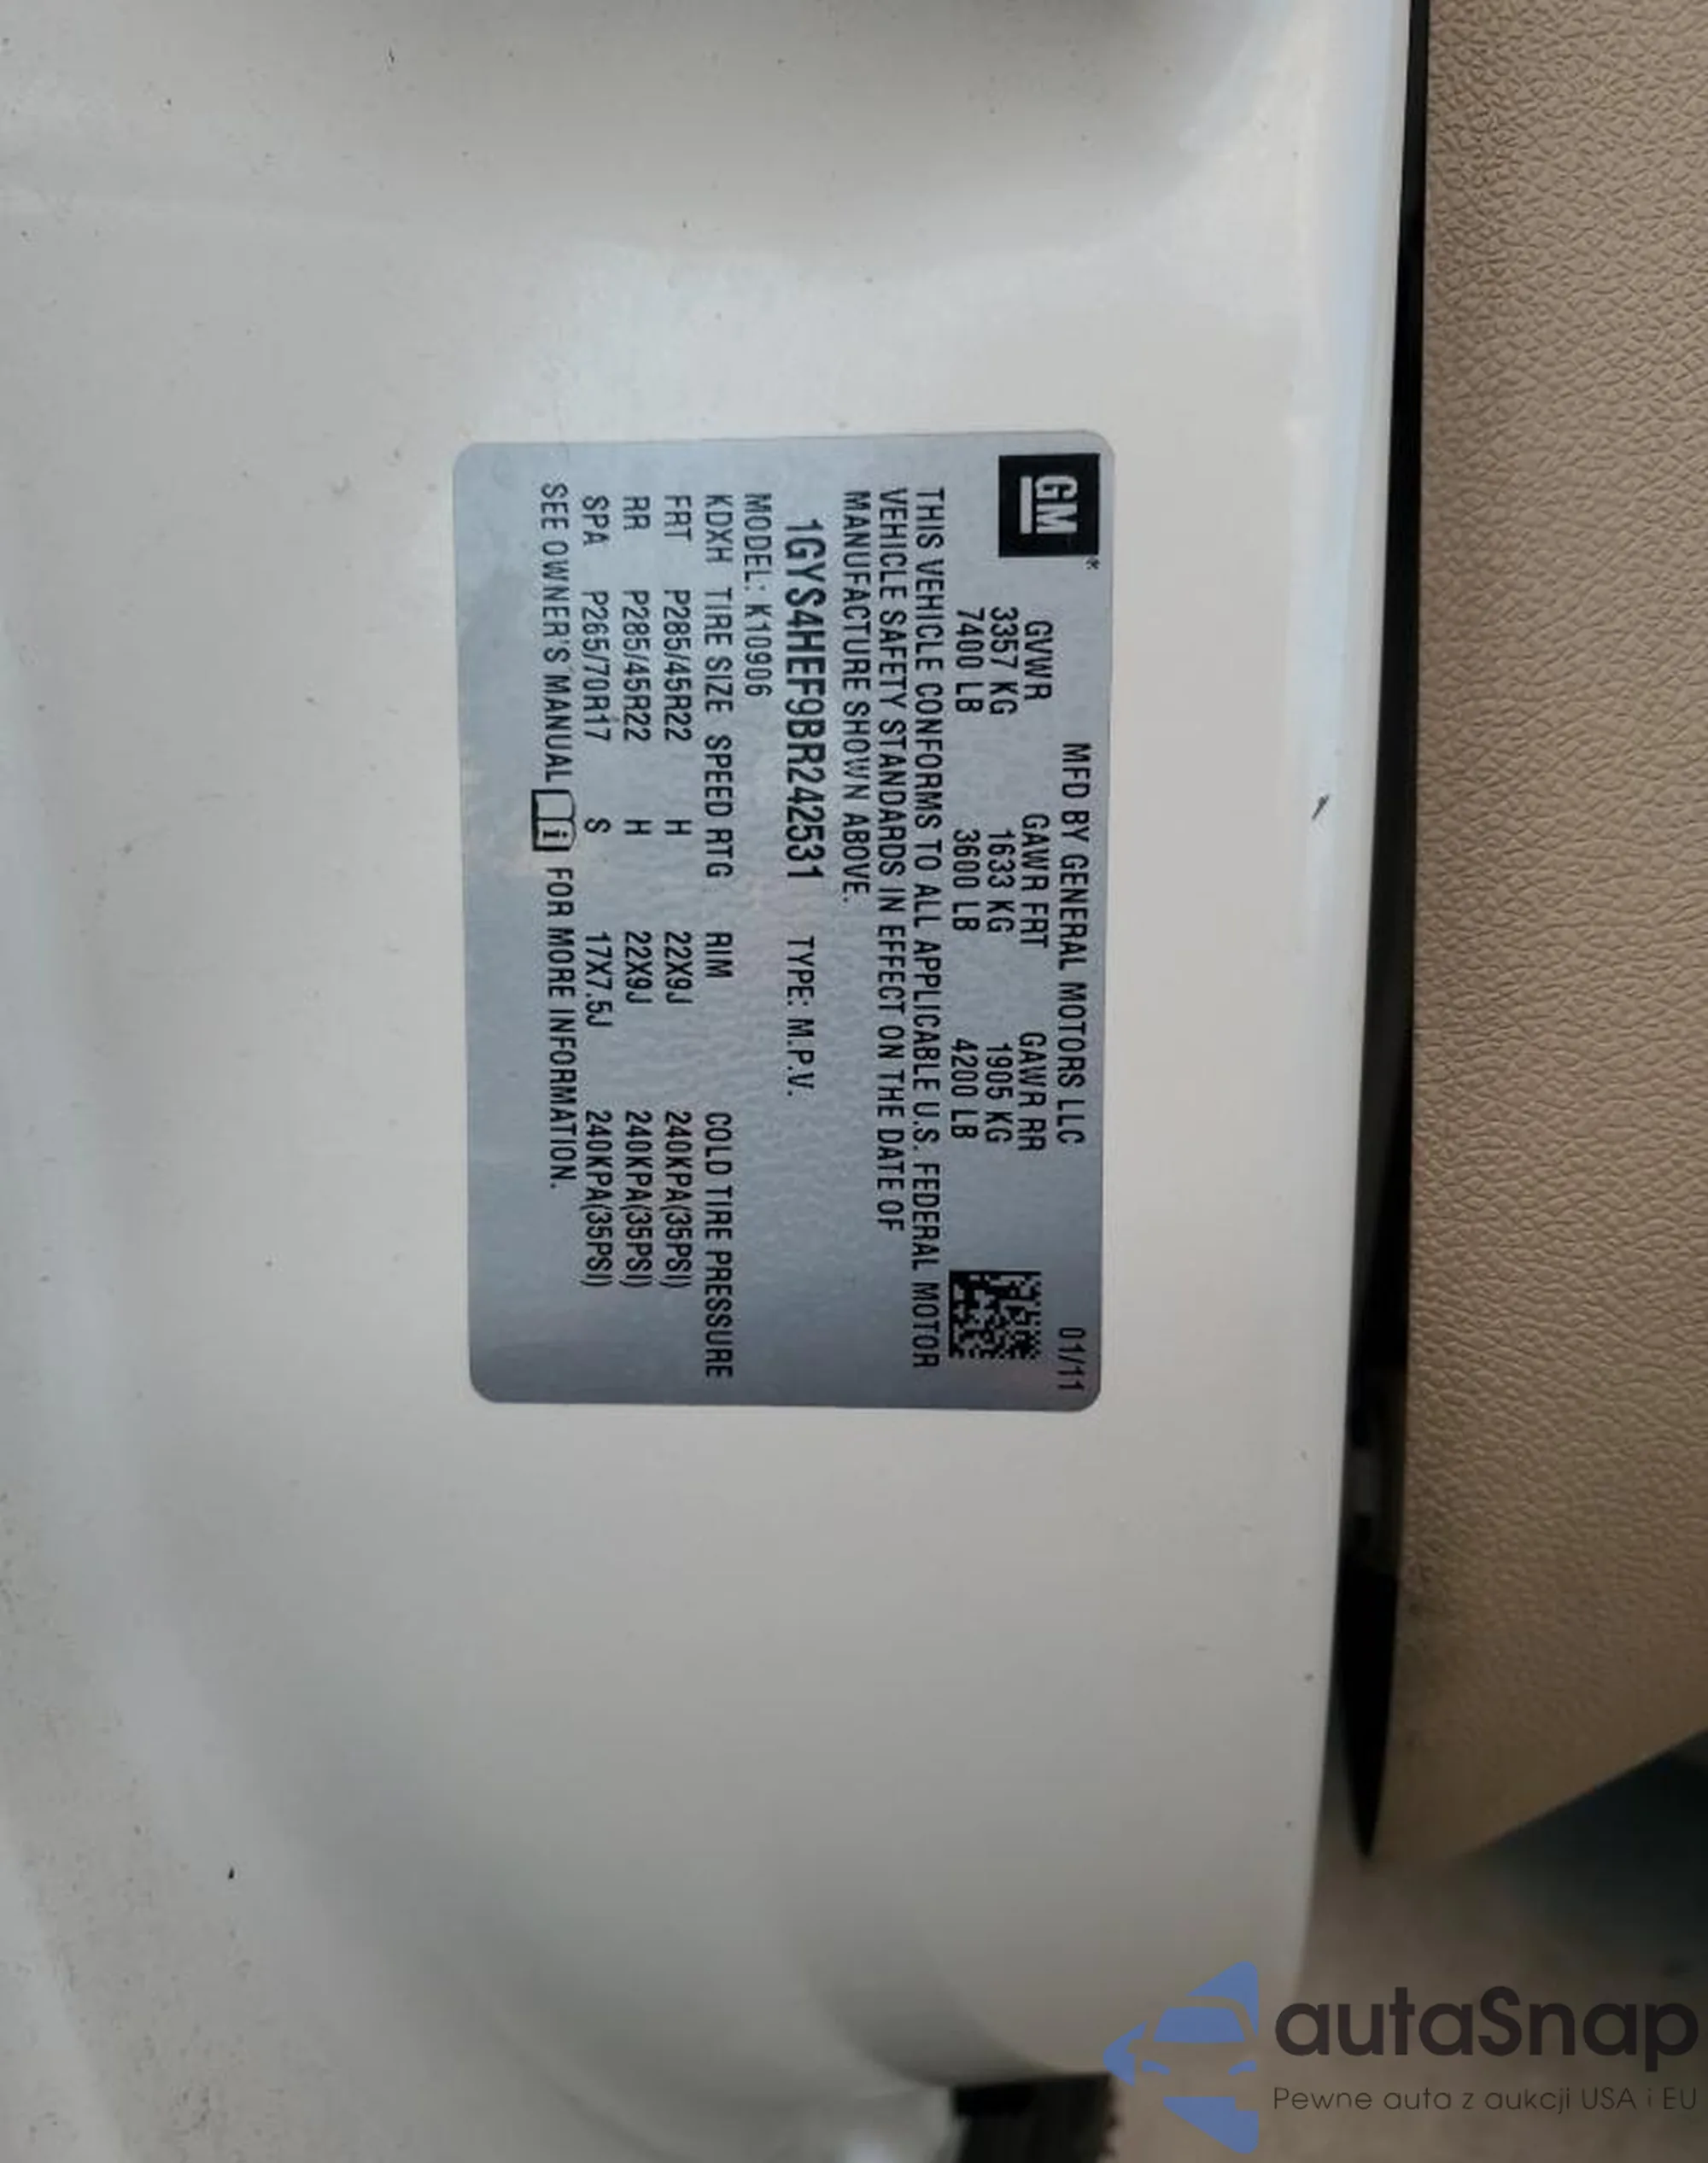 GM*
MFD BY GENERAL MOTORS LLC 01/11
GVWR GAWR FRT GAWR RR
3357 KG 1633 KG 1905 KG
7400 LB 3600 LB 4200 LB
THIS VEHICLE CONFORMS TO ALL APPLICABLE U.S. FEDERAL MOTOR
VEHICLE SAFETY STANDARDS IN EFFECT ON THE DATE OF
MANUFACTURE SHOWN ABOVE.
1GYS4HEF9BR242531 TYPE: M.P.V.
MODEL: K10906
KDXH TIRE SIZE SPEED RTG RIM COLD TIRE PRESSURE
FRT P285/45R22 H 22X9J 240KPA(35PSI)
RR P285/45R22 H 22X9J 240KPA(35PSI)
SPA P265/70R17 S 17X7.5J 240KPA(35PSI)
SEE OWNER'S MANUAL i FOR MORE INFORMATION.
autaSnap
Pewne auta z aukcji USA i EU